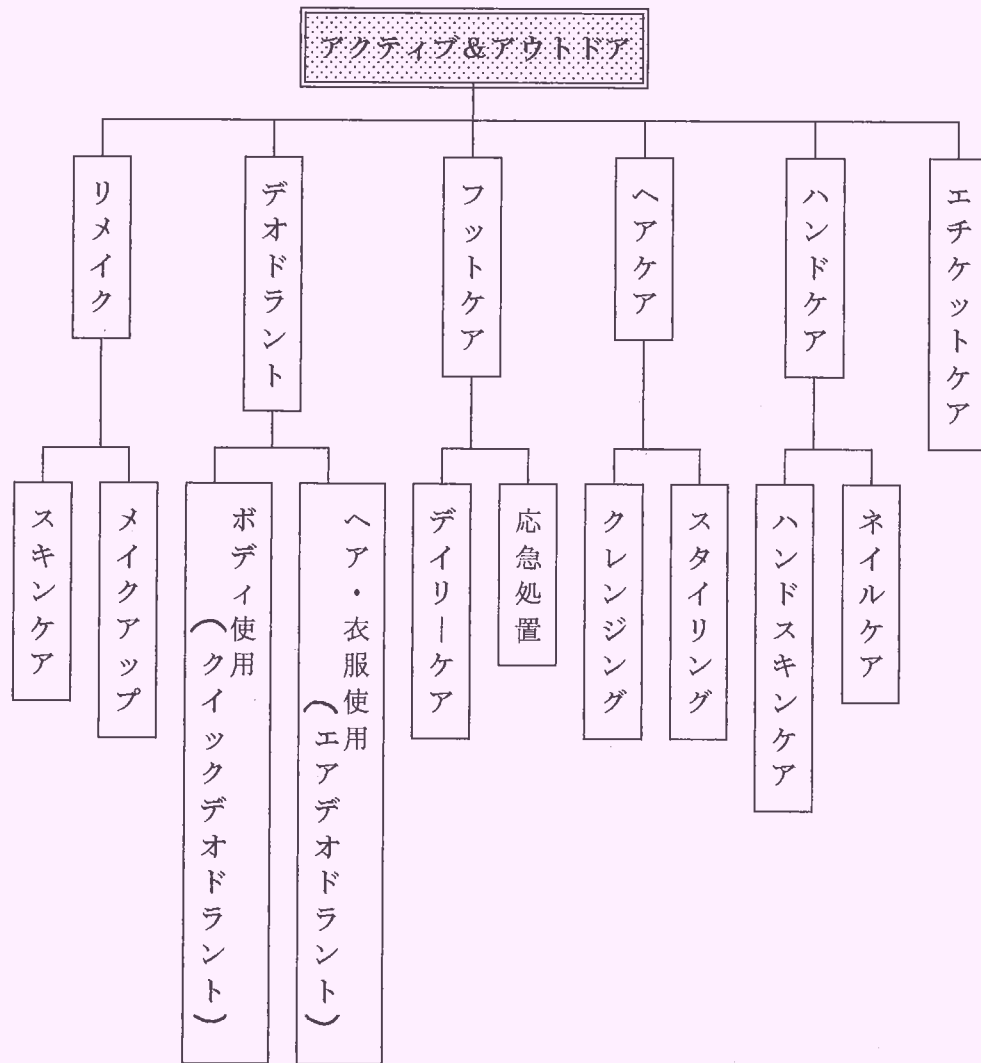 アクティブ&アウトドア
リメイク
デオドラント
フットケア
ヘアケア
ハンドケア
エチケットケア
スキンケア
メイクアップ
ボディ使用
(クイックデオドラント)
ヘア・衣服使用
(エアデオドラント)
デイリーケア
応急処置
クレンジング
スタイリング
ハンドスキンケア
ネイルケア